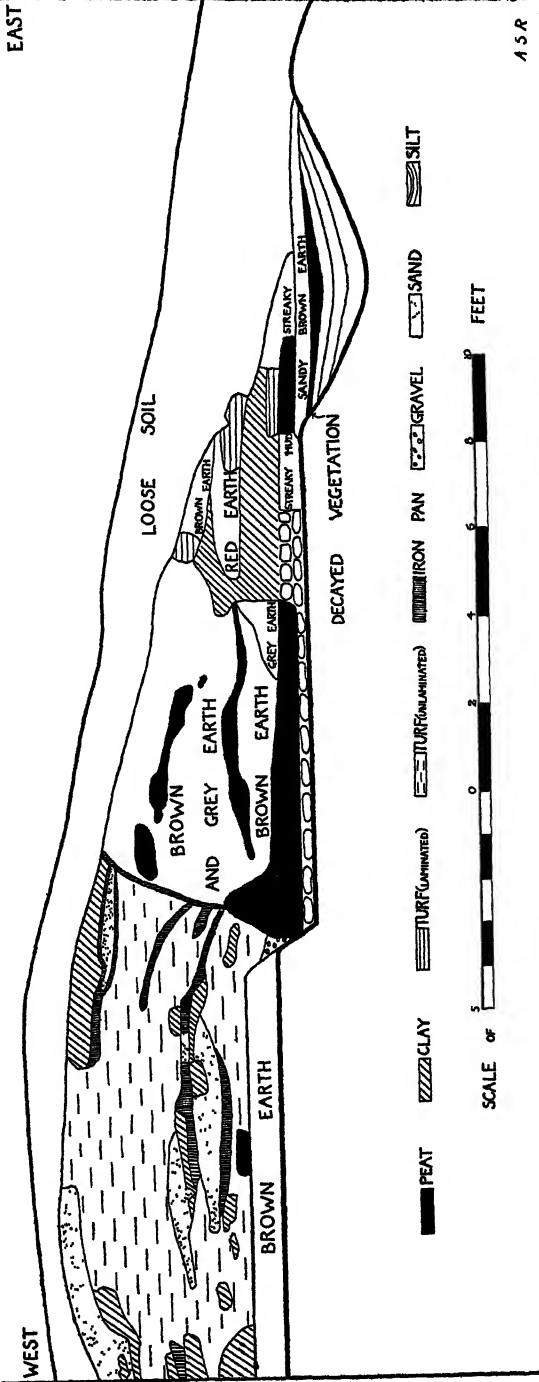 WEST
EAST
LOOSE SOIL
BROWN EARTH
RED EARTH
BROWN
AND GREY EARTH
BROWN EARTH
GREY EARTH
STREAKY MUD
STREAKY
SANDY BROWN EARTH
BROWN EARTH
DECAYED VEGETATION
PEAT
CLAY
TURF (LAMINATED)
TURF (UNLAMINATED)
IRON PAN
GRAVEL
SAND
SILT
5 0 2 4 6 8 10
SCALE OF FEET
A S R